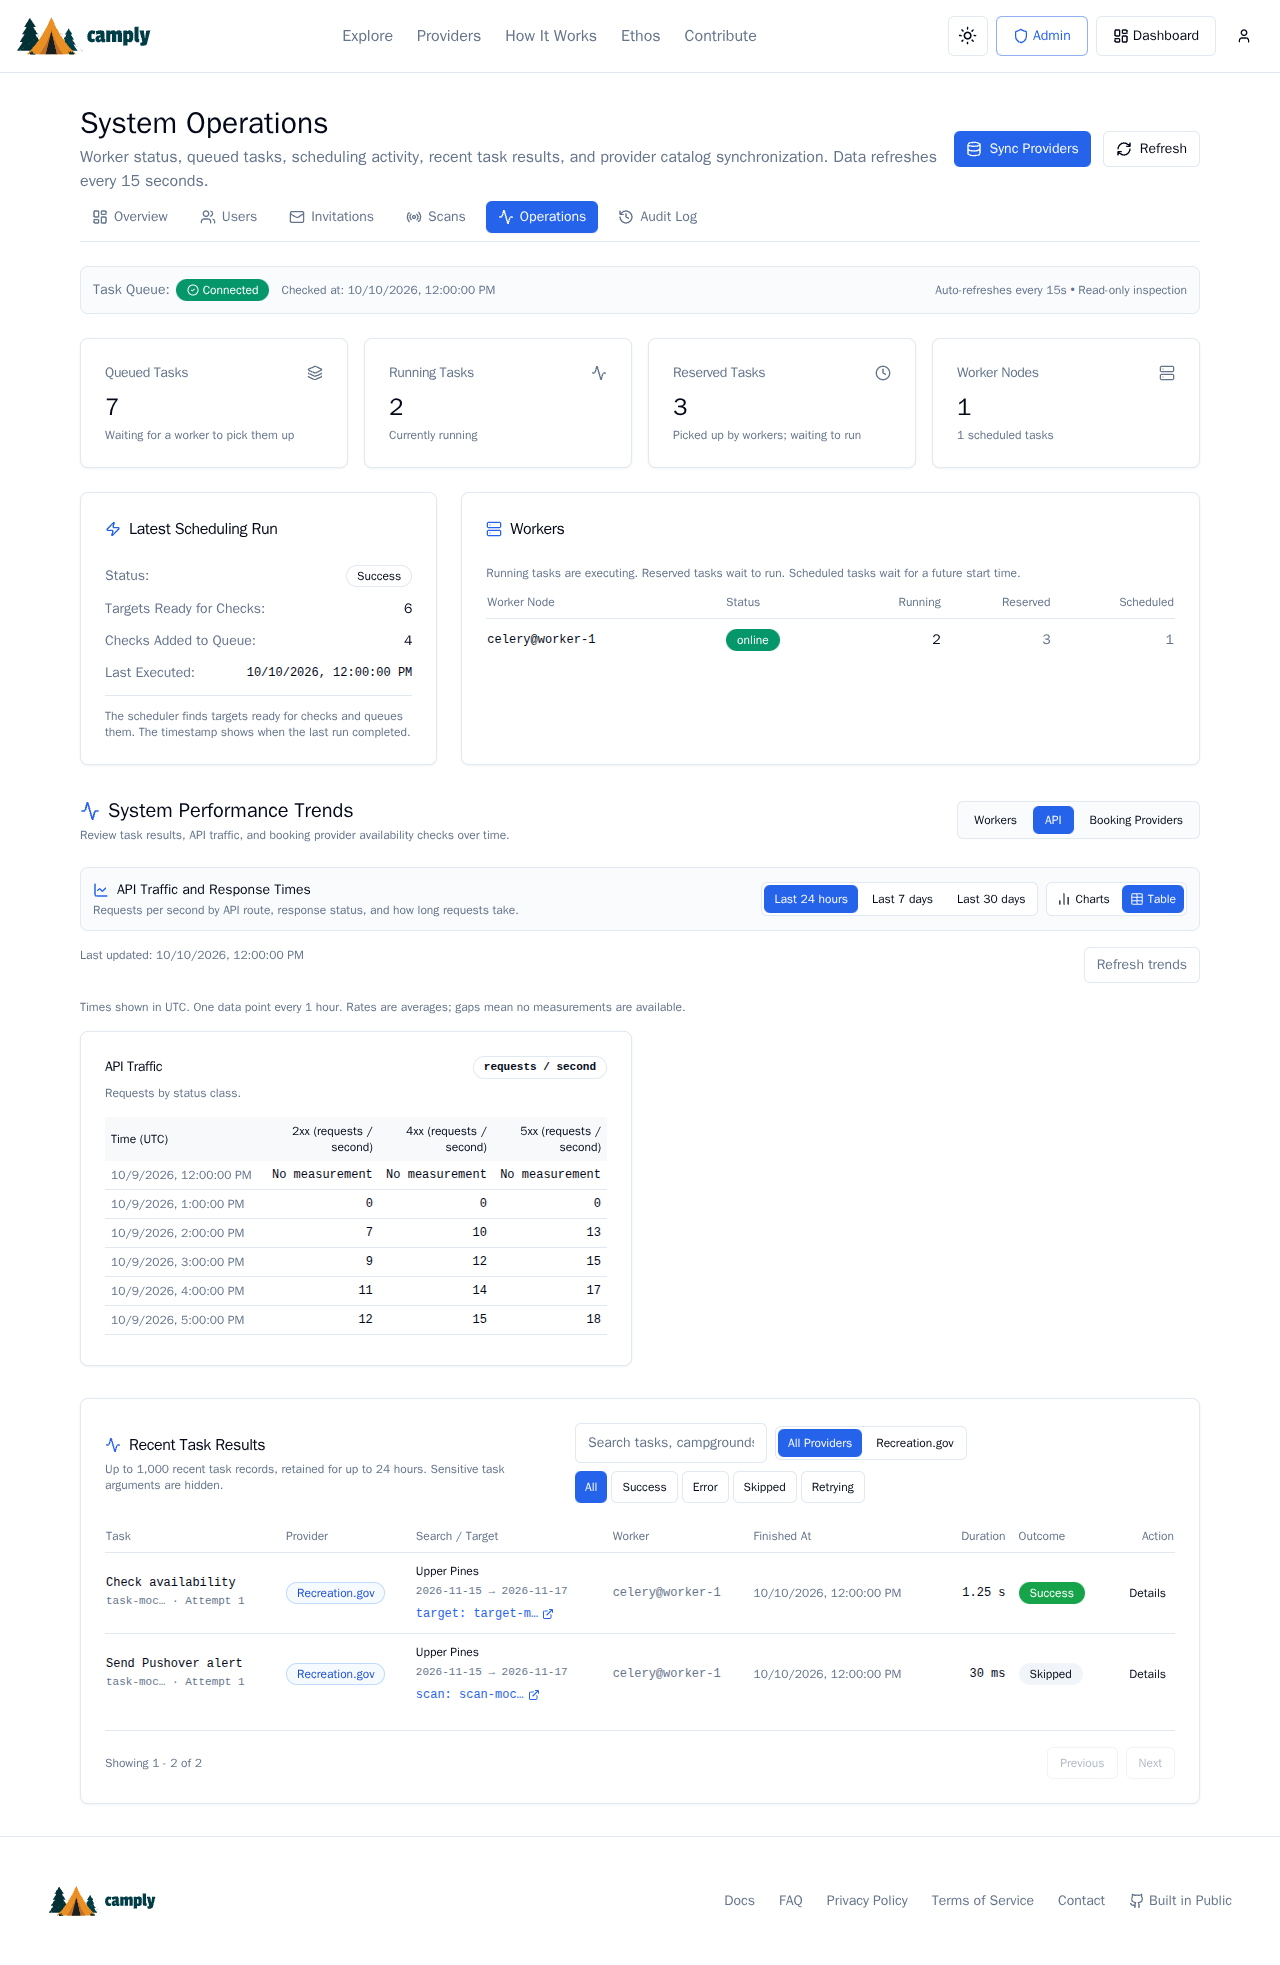 camply
Explore Providers How It Works Ethos Contribute
Admin Dashboard
System Operations
Worker status, queued tasks, scheduling activity, recent task results, and provider catalog synchronization. Data refreshes
every 15 seconds.
Sync Providers Refresh
Overview Users Invitations Scans Operations Audit Log
Task Queue: Connected Checked at: 10/10/2026, 12:00:00 PM Auto-refreshes every 15s • Read-only inspection
Queued Tasks
7
Waiting for a worker to pick them up
Running Tasks
2
Currently running
Reserved Tasks
3
Picked up by workers; waiting to run
Worker Nodes
1
1 scheduled tasks
Latest Scheduling Run
Status: Success
Targets Ready for Checks: 6
Checks Added to Queue: 4
Last Executed: 10/10/2026, 12:00:00 PM
The scheduler finds targets ready for checks and queues
them. The timestamp shows when the last run completed.
Workers
Running tasks are executing. Reserved tasks wait to run. Scheduled tasks wait for a future start time.
Worker Node Status Running Reserved Scheduled
celery@worker-1 online 2 3 1
System Performance Trends
Review task results, API traffic, and booking provider availability checks over time.
Workers API Booking Providers
API Traffic and Response Times
Requests per second by API route, response status, and how long requests take.
Last 24 hours Last 7 days Last 30 days Charts Table
Last updated: 10/10/2026, 12:00:00 PM
Refresh trends
Times shown in UTC. One data point every 1 hour. Rates are averages; gaps mean no measurements are available.
API Traffic requests / second
Requests by status class.
Time (UTC) 2xx (requests / second) 4xx (requests / second) 5xx (requests / second)
10/9/2026, 12:00:00 PM No measurement No measurement No measurement
10/9/2026, 1:00:00 PM 0 0 0
10/9/2026, 2:00:00 PM 7 10 13
10/9/2026, 3:00:00 PM 9 12 15
10/9/2026, 4:00:00 PM 11 14 17
10/9/2026, 5:00:00 PM 12 15 18
Recent Task Results
Up to 1,000 recent task records, retained for up to 24 hours. Sensitive task
arguments are hidden.
Search tasks, campgrounds All Providers Recreation.gov
All Success Error Skipped Retrying
Task Provider Search / Target Worker Finished At Duration Outcome Action
Check availability
task-moc… · Attempt 1
Recreation.gov
Upper Pines
2026-11-15 → 2026-11-17
target: target-m…
celery@worker-1 10/10/2026, 12:00:00 PM 1.25 s Success Details
Send Pushover alert
task-moc… · Attempt 1
Recreation.gov
Upper Pines
2026-11-15 → 2026-11-17
scan: scan-moc…
celery@worker-1 10/10/2026, 12:00:00 PM 30 ms Skipped Details
Showing 1 - 2 of 2 Previous Next
camply
Docs FAQ Privacy Policy Terms of Service Contact Built in Public